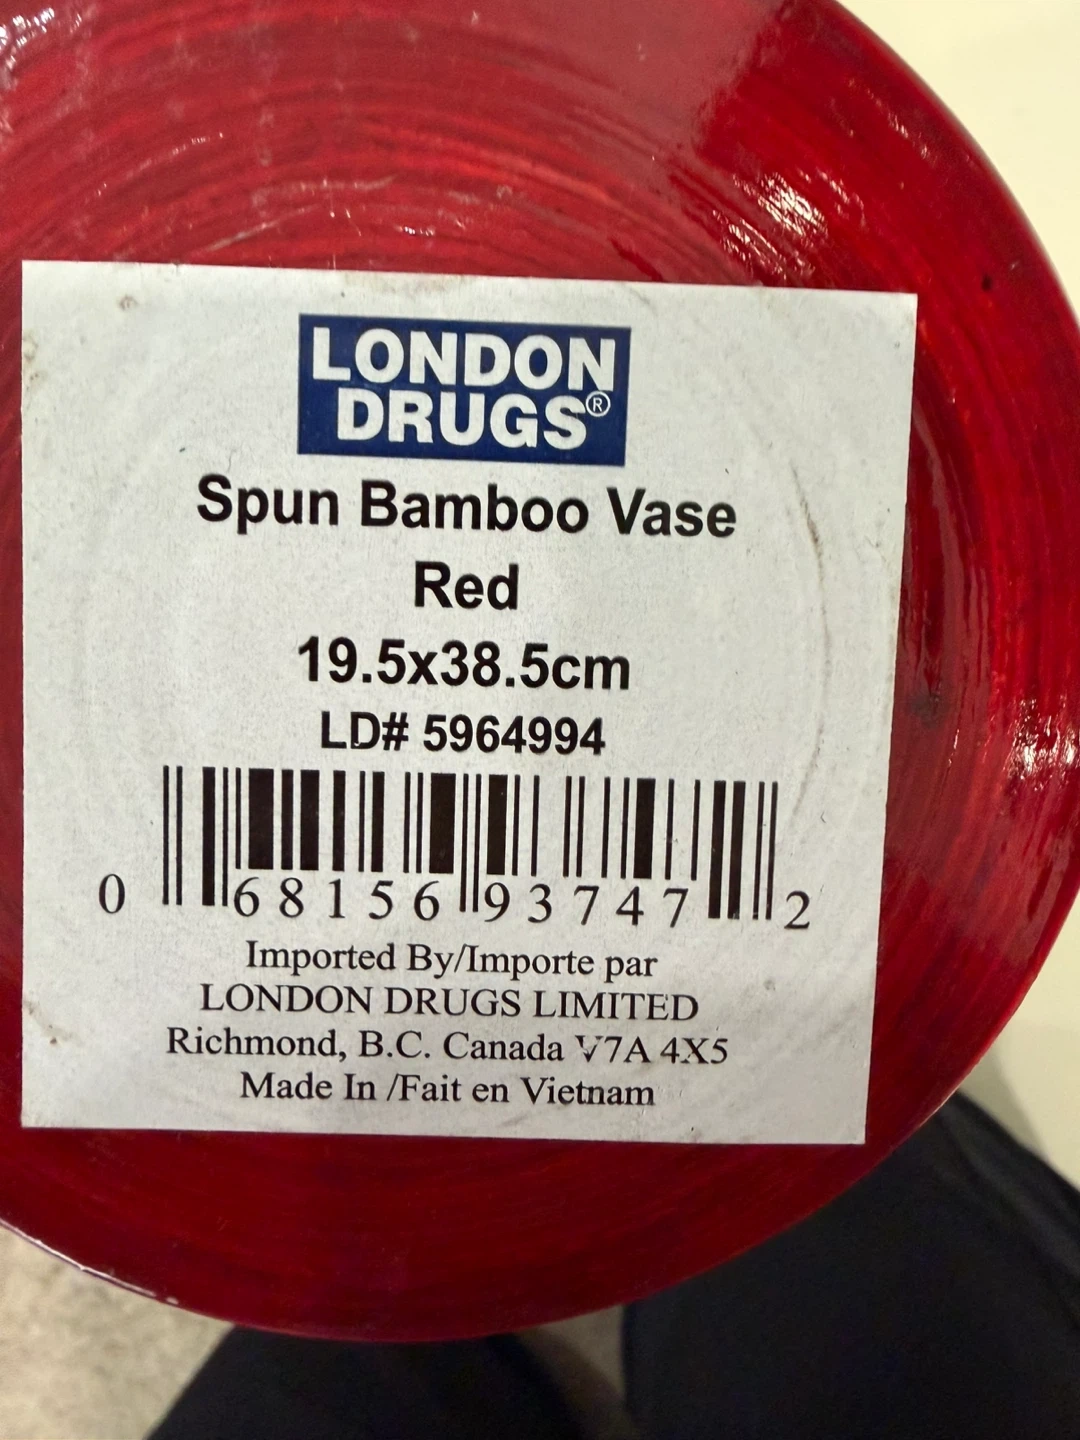 LONDON
DRUGS®
Spun Bamboo Vase
Red
19.5x38.5cm
LD# 5964994
0 68156 93747 2
Imported By/Importe par
LONDON DRUGS LIMITED
Richmond, B.C. Canada V7A 4X5
Made In /Fait en Vietnam